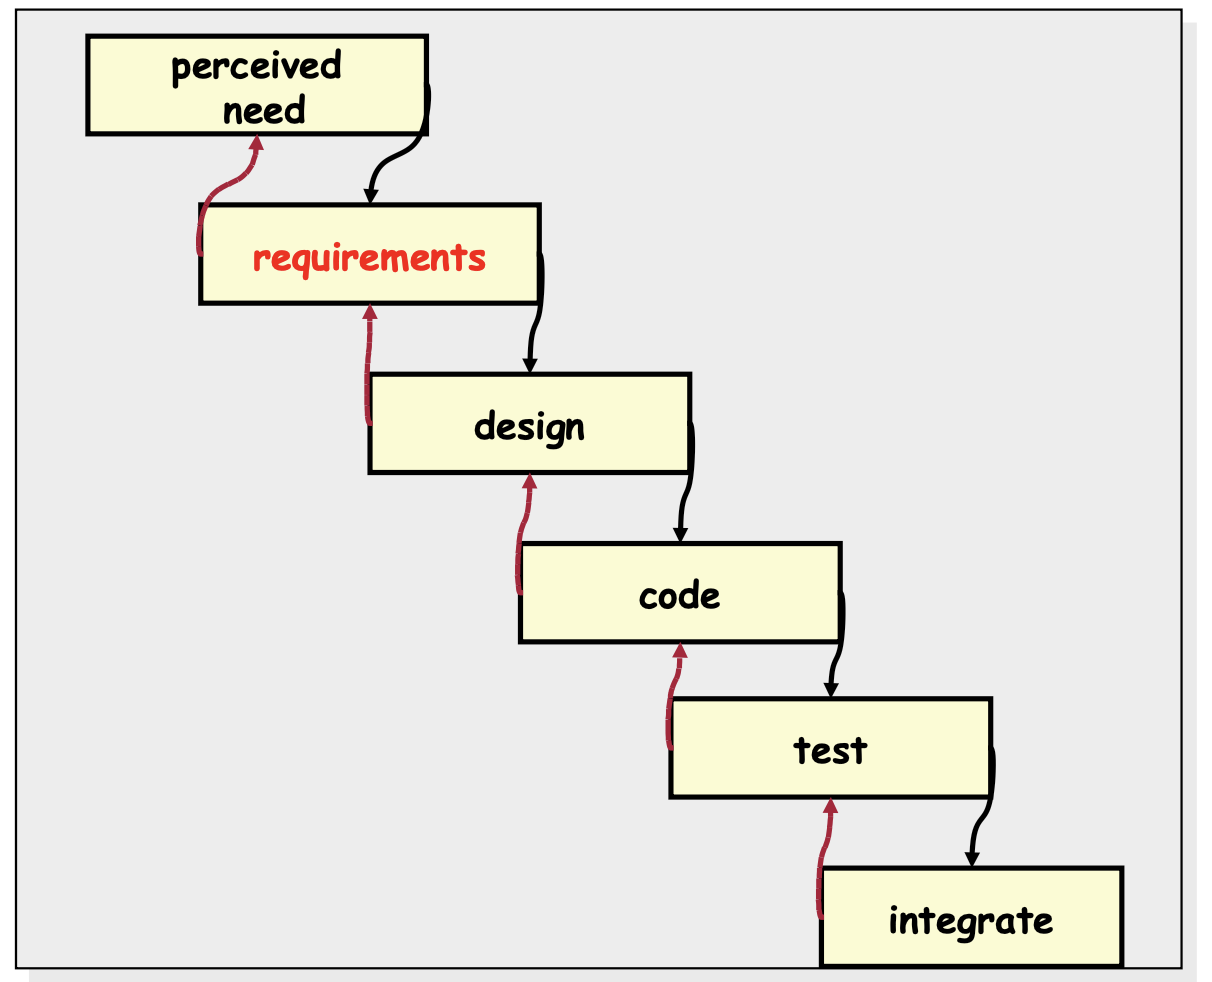 perceived
need
requirements
design
code
test
integrate